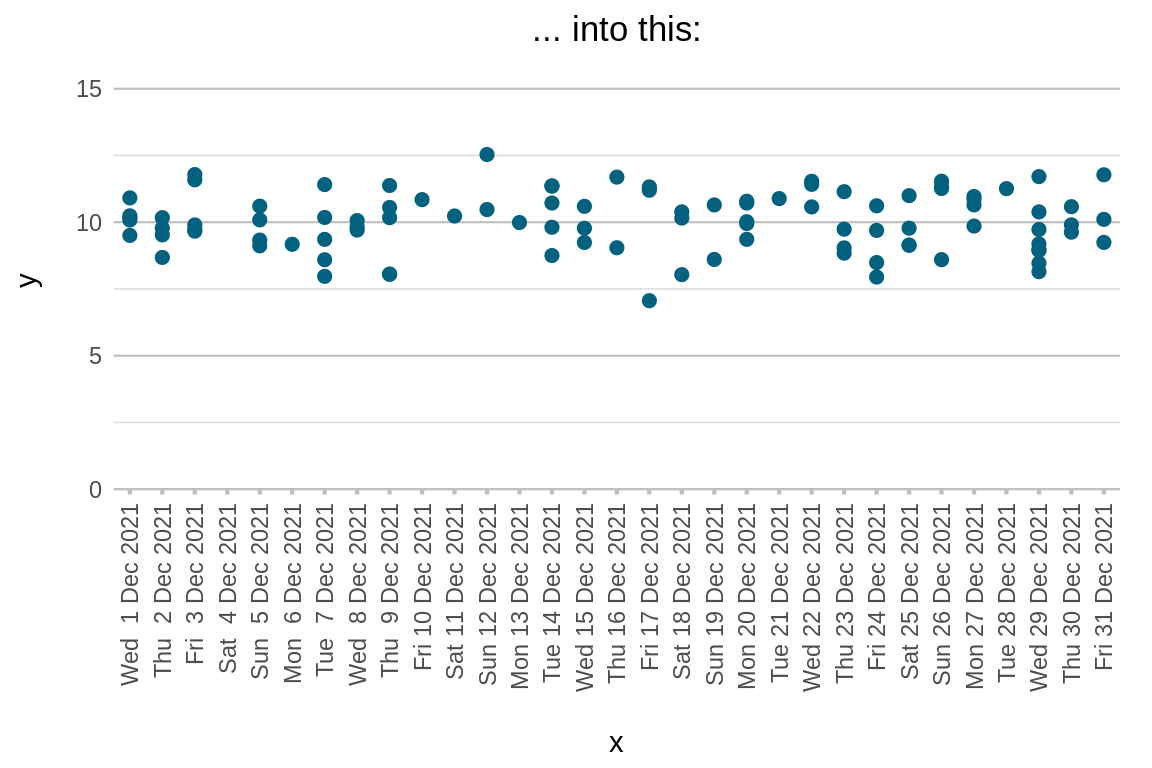 ... into this:
15
10
5
0
y
Wed  1 Dec 2021
Thu  2 Dec 2021
Fri  3 Dec 2021
Sat  4 Dec 2021
Sun  5 Dec 2021
Mon  6 Dec 2021
Tue  7 Dec 2021
Wed  8 Dec 2021
Thu  9 Dec 2021
Fri 10 Dec 2021
Sat 11 Dec 2021
Sun 12 Dec 2021
Mon 13 Dec 2021
Tue 14 Dec 2021
Wed 15 Dec 2021
Thu 16 Dec 2021
Fri 17 Dec 2021
Sat 18 Dec 2021
Sun 19 Dec 2021
Mon 20 Dec 2021
Tue 21 Dec 2021
Wed 22 Dec 2021
Thu 23 Dec 2021
Fri 24 Dec 2021
Sat 25 Dec 2021
Sun 26 Dec 2021
Mon 27 Dec 2021
Tue 28 Dec 2021
Wed 29 Dec 2021
Thu 30 Dec 2021
Fri 31 Dec 2021
x